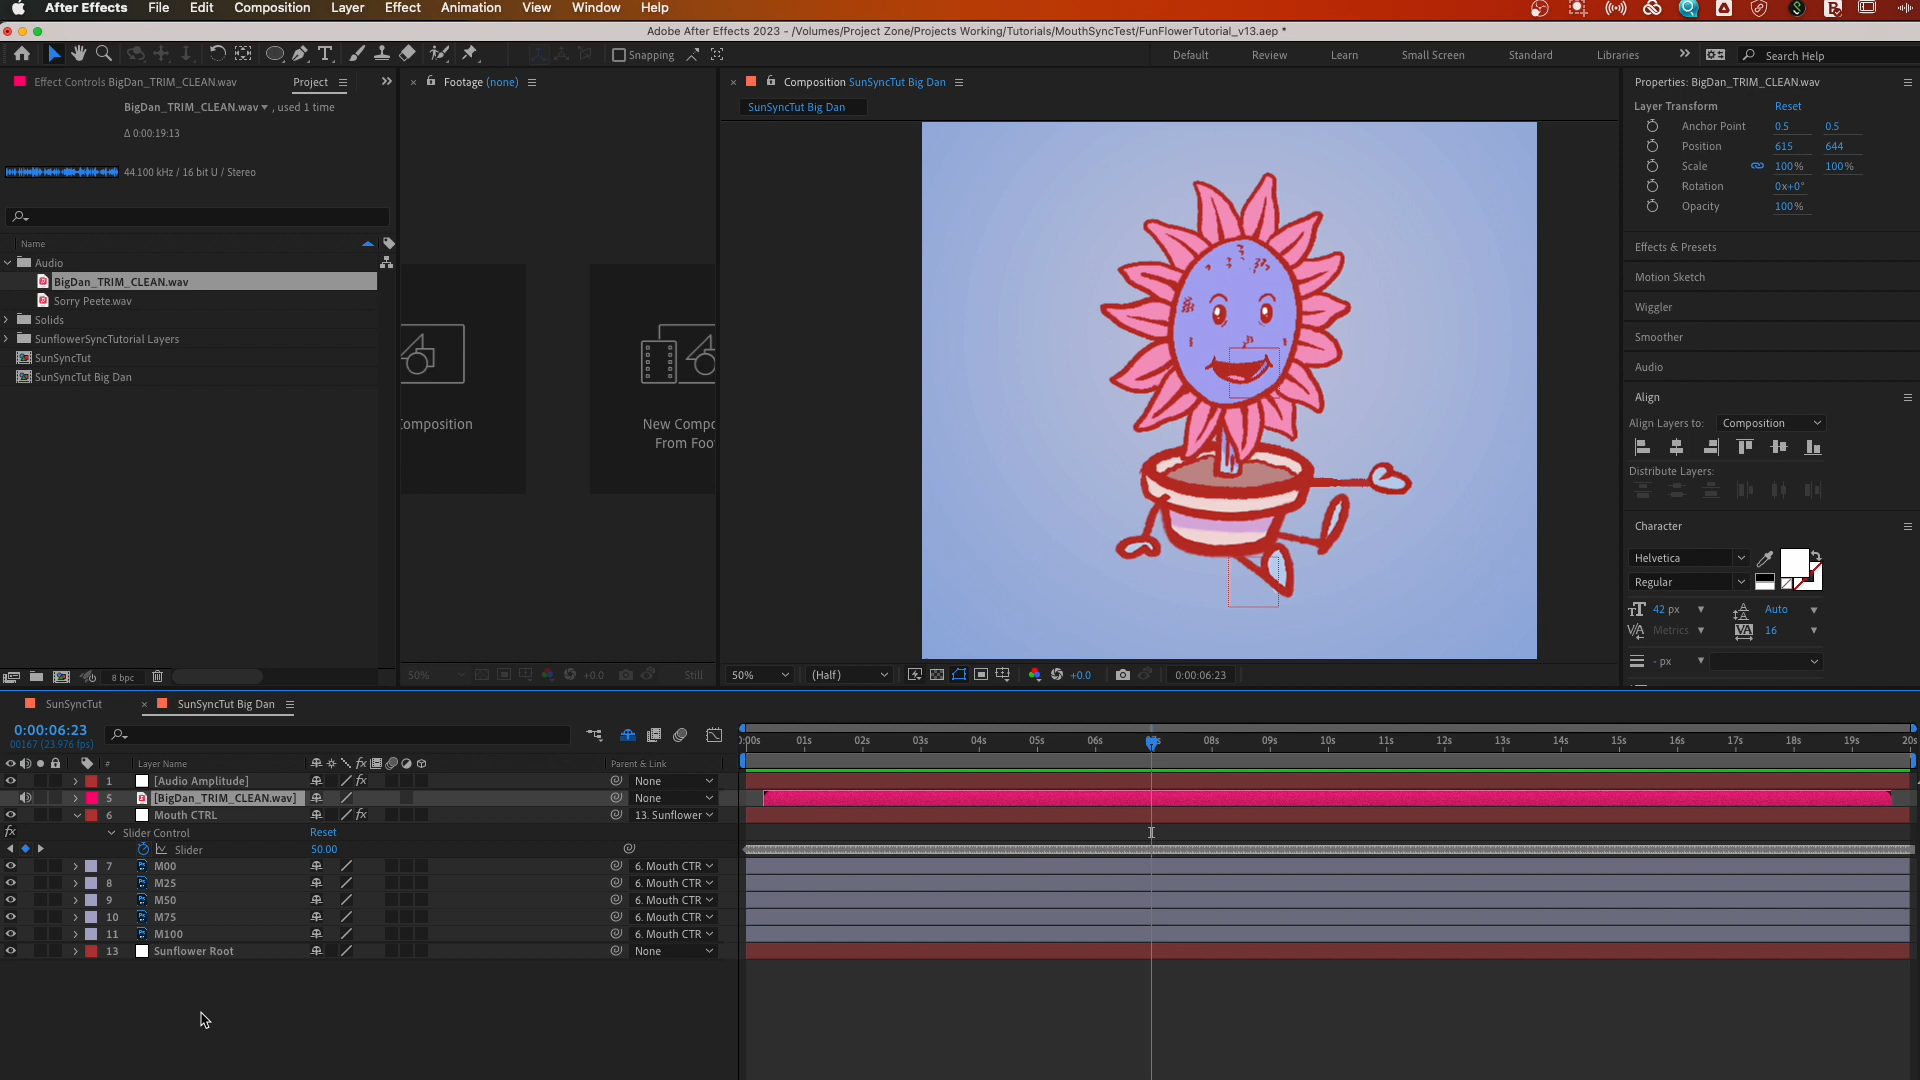 After Effects File Edit Composition Layer Effect Animation View Window Help
Adobe After Effects 2023 - /Volumes/Project Zone/Projects Working/Tutorials/MouthSyncTest/FunFlowerTutorial_v13.aep *
Snapping Default Review Learn Small Screen Standard Libraries Search Help
Effect Controls BigDan_TRIM_CLEAN.wav Project
Footage (none)
Composition SunSyncTut Big Dan
Properties: BigDan_TRIM_CLEAN.wav
BigDan_TRIM_CLEAN.wav , used 1 time
Δ 0:00:19:13
44.100 kHz / 16 bit U / Stereo
SunSyncTut Big Dan
Layer Transform Reset
Anchor Point 0.5 0.5
Position 615 644
Scale 100% 100%
Rotation 0x+0°
Opacity 100%
Name
Audio
BigDan_TRIM_CLEAN.wav
Sorry Peete.wav
Solids
SunflowerSyncTutorial Layers
SunSyncTut
SunSyncTut Big Dan
omposition
New Compo
From Foo
Effects & Presets
Motion Sketch
Wiggler
Smoother
Audio
Align
Align Layers to: Composition
Distribute Layers:
Character
Helvetica
Regular
42 px Auto
Metrics 16
- px
8 bpc
50% +0.0 Still
50% (Half) +0.0 0:00:06:23
SunSyncTut
SunSyncTut Big Dan
0:00:06:23
00167 (23.976 fps)
):00s 01s 02s 03s 04s 05s 06s 08s 09s 10s 11s 12s 13s 14s 15s 16s 17s 18s 19s 20s
# Layer Name Parent & Link
1 [Audio Amplitude] None
5 [BigDan_TRIM_CLEAN.wav] None
6 Mouth CTRL 13. Sunflower
Slider Control Reset
Slider 50.00
7 M00 6. Mouth CTR
8 M25 6. Mouth CTR
9 M50 6. Mouth CTR
10 M75 6. Mouth CTR
11 M100 6. Mouth CTR
13 Sunflower Root None